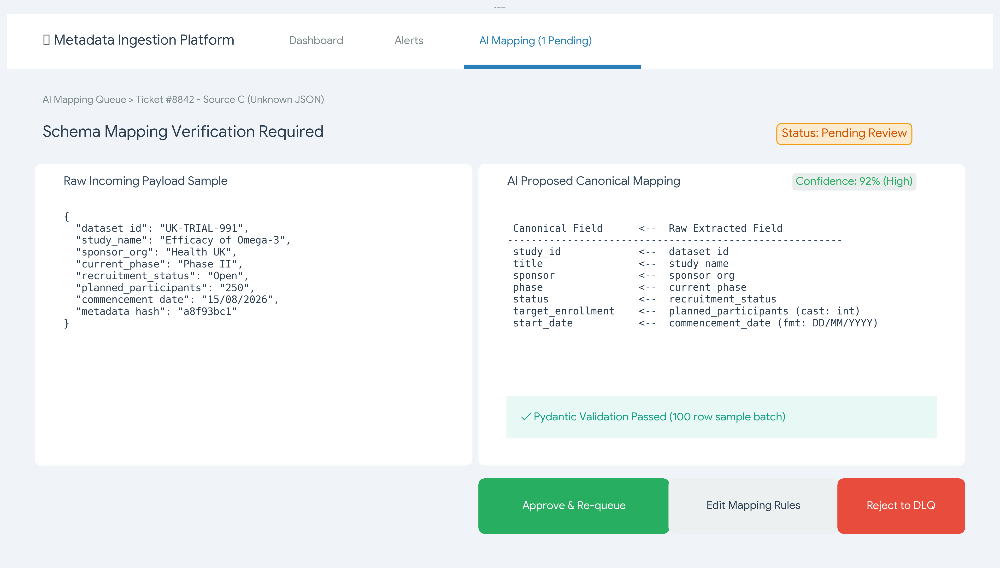 Metadata Ingestion Platform
Dashboard
Alerts
AI Mapping (1 Pending)
AI Mapping Queue > Ticket #8842 - Source C (Unknown JSON)
Schema Mapping Verification Required
Status: Pending Review
Raw Incoming Payload Sample
{
  "dataset_id": "UK-TRIAL-991",
  "study_name": "Efficacy of Omega-3",
  "sponsor_org": "Health UK",
  "current_phase": "Phase II",
  "recruitment_status": "Open",
  "planned_participants": "250",
  "commencement_date": "15/08/2026",
  "metadata_hash": "a8f93bc1"
}
AI Proposed Canonical Mapping
Confidence: 92% (High)
Canonical Field      <--  Raw Extracted Field
--------------------------------------------------------
study_id             <--  dataset_id
title                <--  study_name
sponsor              <--  sponsor_org
phase                <--  current_phase
status               <--  recruitment_status
target_enrollment    <--  planned_participants (cast: int)
start_date           <--  commencement_date (fmt: DD/MM/YYYY)
✓ Pydantic Validation Passed (100 row sample batch)
Approve & Re-queue
Edit Mapping Rules
Reject to DLQ